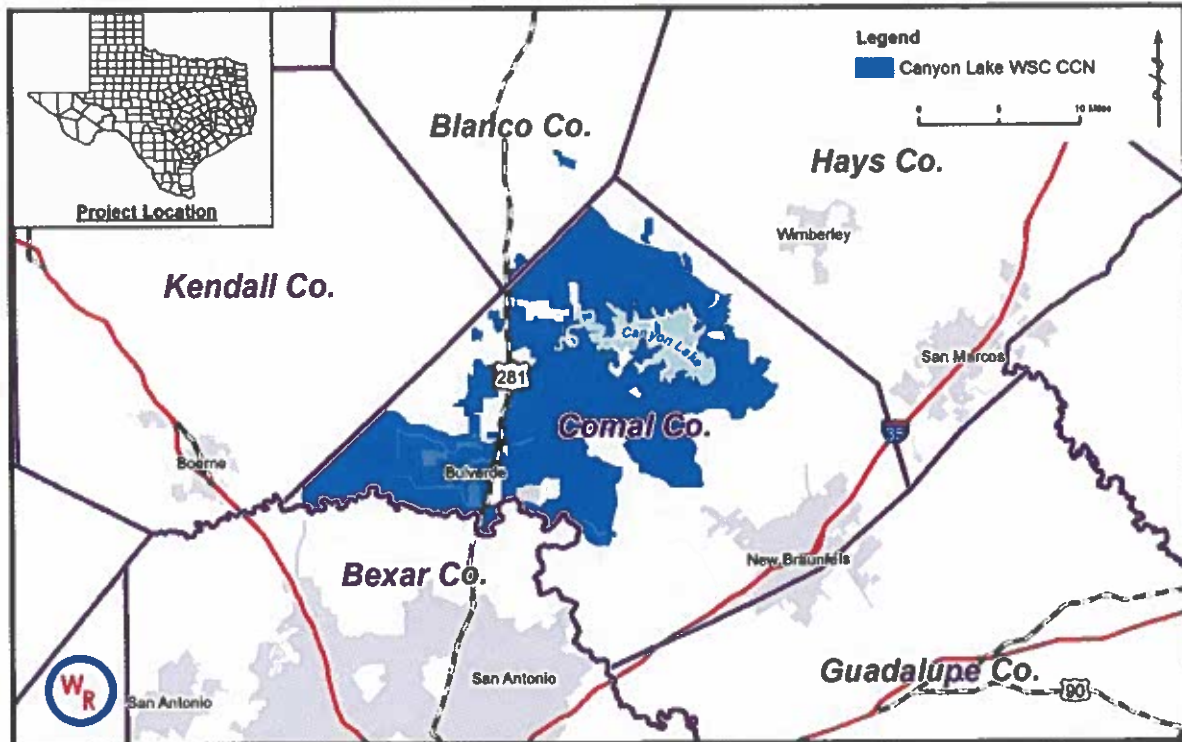 Legend
Canyon Lake WSC CCN
0 5 10 Miles
Project Location
Blanco Co.
Hays Co.
Wimberley
Kendall Co.
Canyon Lake
San Marcos
281
Comal Co.
35
Boerne
Bulverde
New Braunfels
Bexar Co.
San Antonio
Guadalupe Co.
90
WR
San Antonio